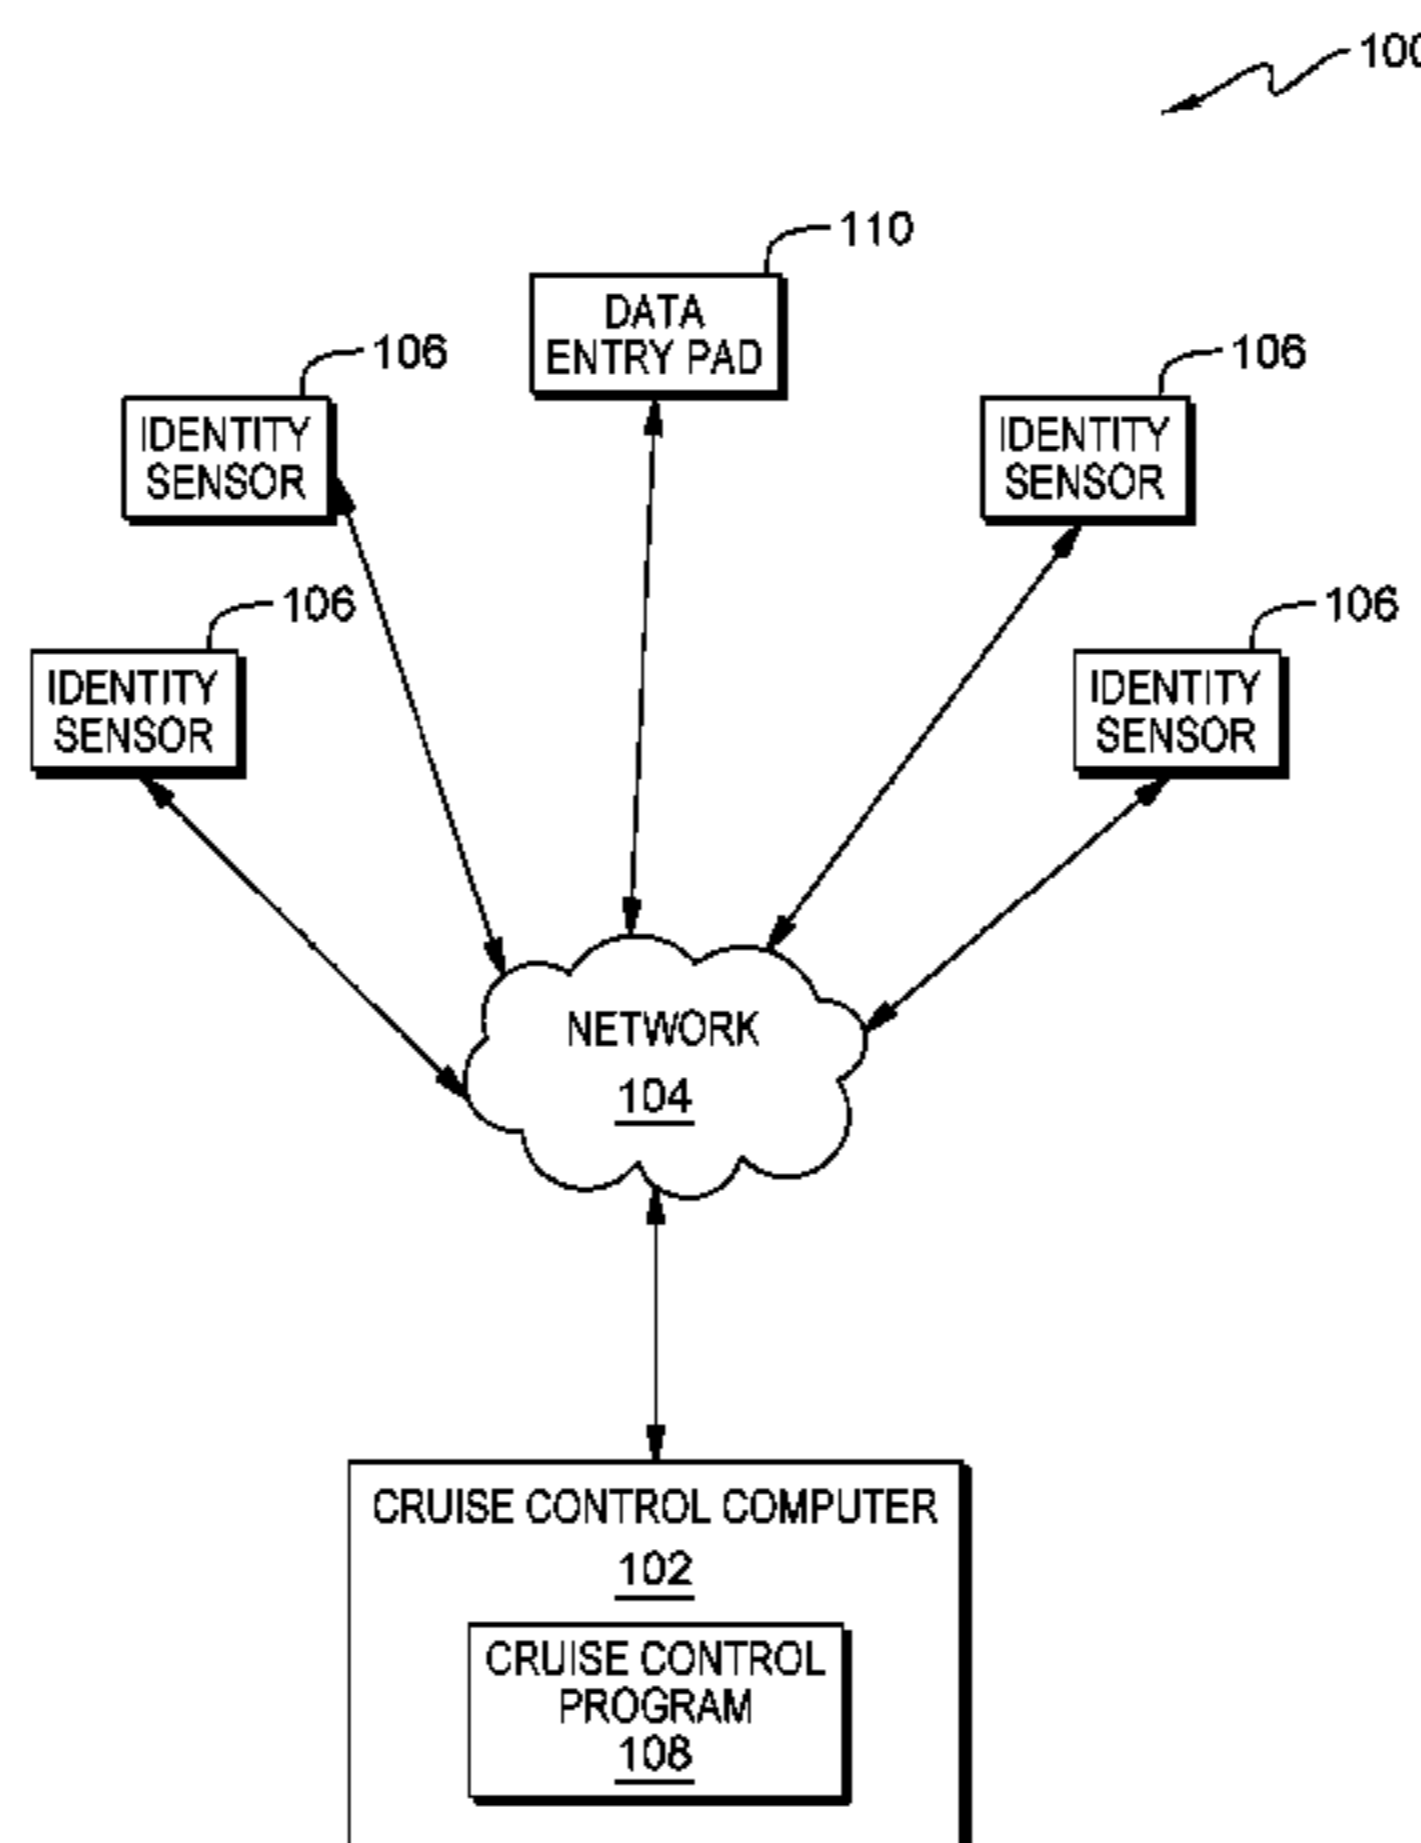 100
110
DATA
ENTRY PAD
106
IDENTITY
SENSOR
106
IDENTITY
SENSOR
106
IDENTITY
SENSOR
106
IDENTITY
SENSOR
NETWORK
104
CRUISE CONTROL COMPUTER
102
CRUISE CONTROL
PROGRAM
108